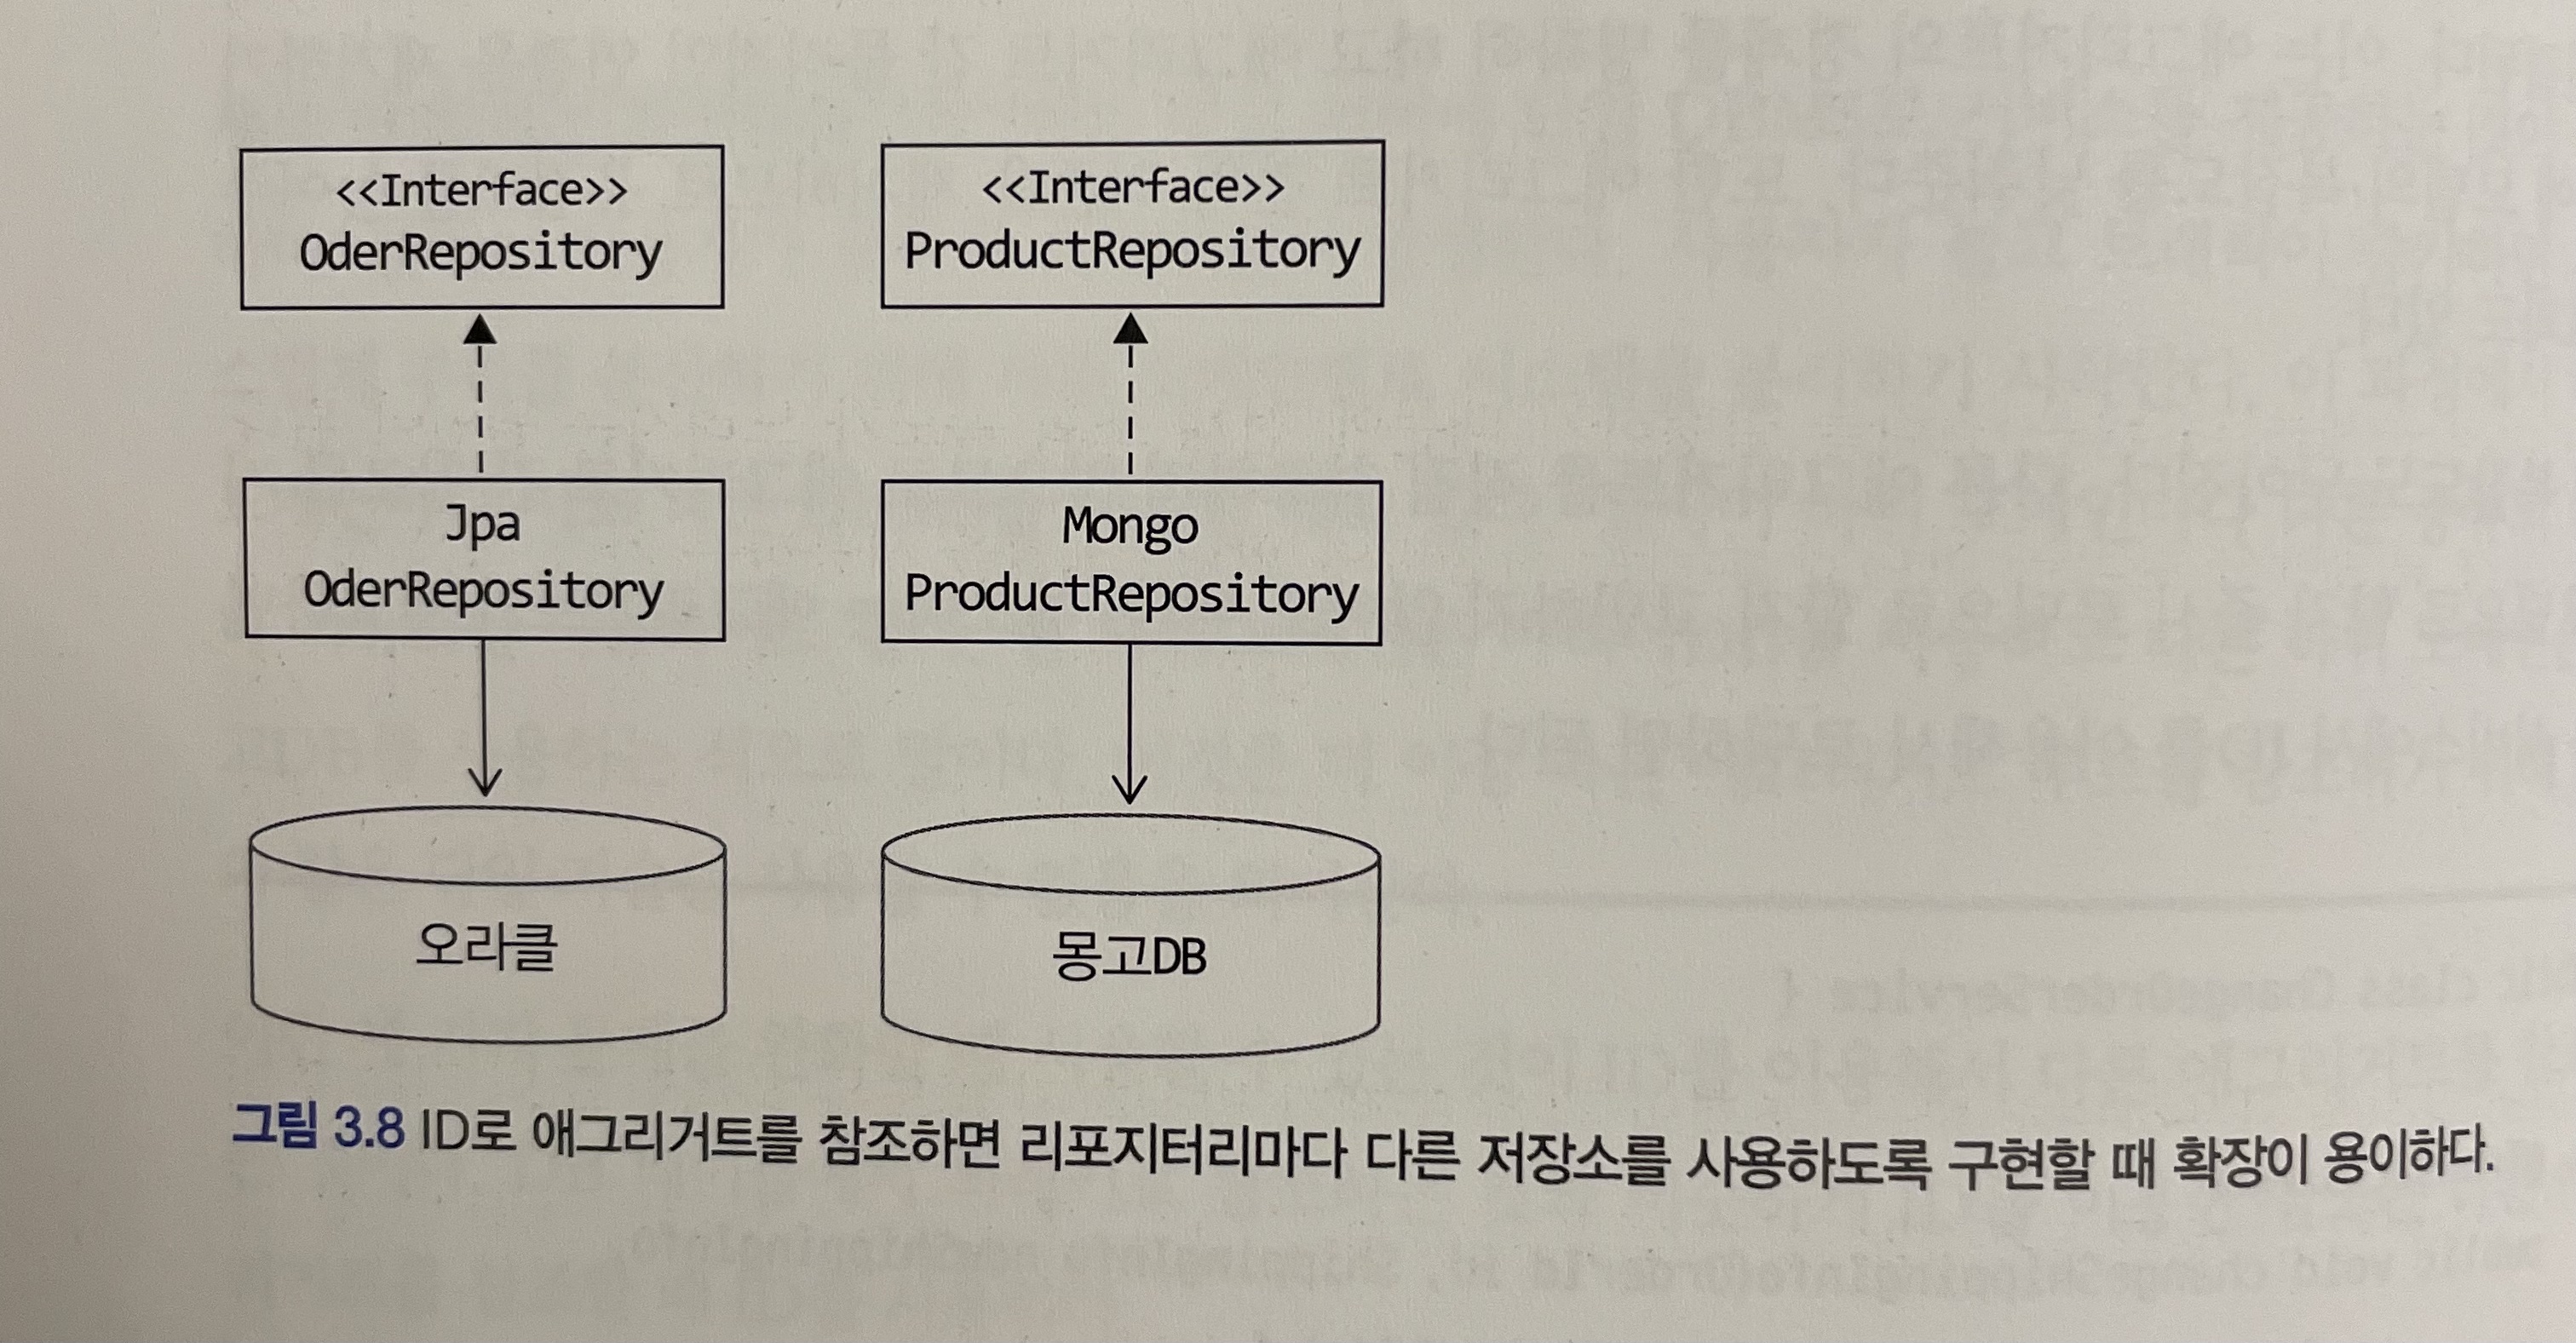 <<Interface>>
OderRepository
<<Interface>>
ProductRepository
Jpa
OderRepository
Mongo
ProductRepository
오라클
몽고DB
그림 3.8 ID로 애그리거트를 참조하면 리포지터리마다 다른 저장소를 사용하도록 구현할 때 확장이 용이하다.